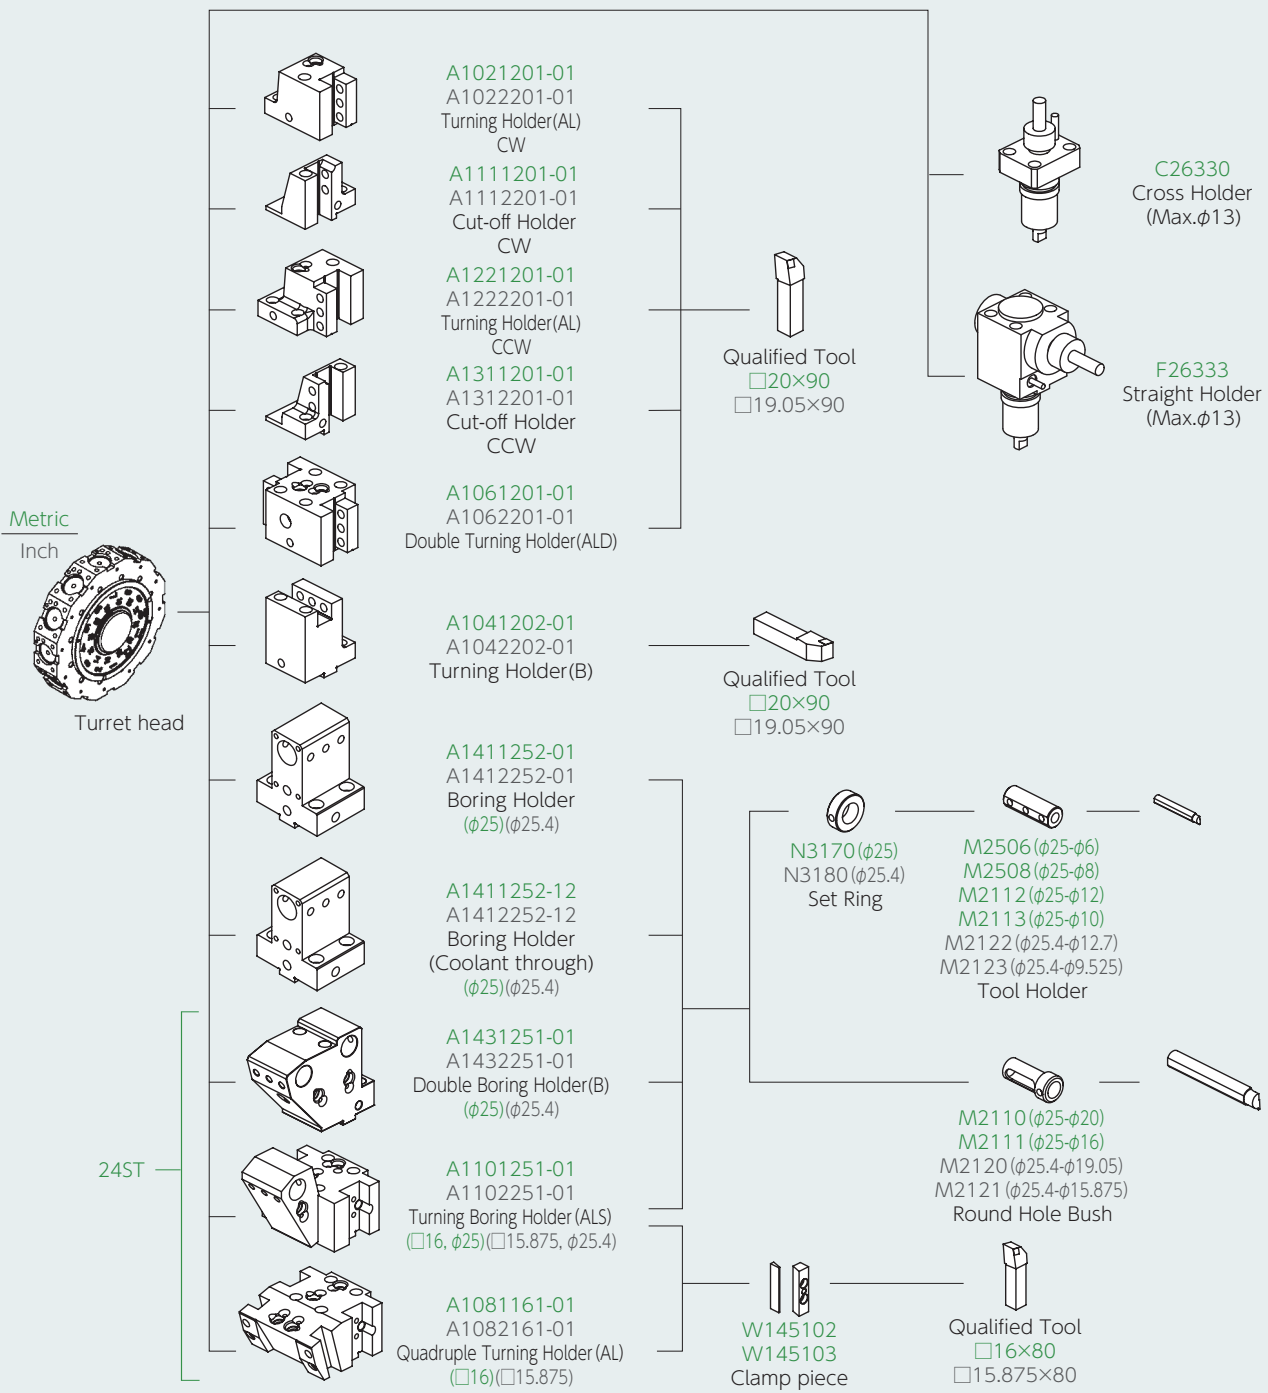 Metric
Inch
Turret head
24ST
A1021201-01
A1022201-01
Turning Holder(AL)
CW
A1111201-01
A1112201-01
Cut-off Holder
CW
A1221201-01
A1222201-01
Turning Holder(AL)
CCW
A1311201-01
A1312201-01
Cut-off Holder
CCW
A1061201-01
A1062201-01
Double Turning Holder(ALD)
A1041202-01
A1042202-01
Turning Holder(B)
A1411252-01
A1412252-01
Boring Holder
(φ25)(φ25.4)
A1411252-12
A1412252-12
Boring Holder
(Coolant through)
(φ25)(φ25.4)
A1431251-01
A1432251-01
Double Boring Holder(B)
(φ25)(φ25.4)
A1101251-01
A1102251-01
Turning Boring Holder(ALS)
(□16, φ25)(□15.875, φ25.4)
A1081161-01
A1082161-01
Quadruple Turning Holder(AL)
(□16)(□15.875)
Qualified Tool
□20×90
□19.05×90
Qualified Tool
□20×90
□19.05×90
C26330
Cross Holder
(Max.φ13)
F26333
Straight Holder
(Max.φ13)
N3170(φ25)
N3180(φ25.4)
Set Ring
M2506(φ25-φ6)
M2508(φ25-φ8)
M2112(φ25-φ12)
M2113(φ25-φ10)
M2122(φ25.4-φ12.7)
M2123(φ25.4-φ9.525)
Tool Holder
M2110(φ25-φ20)
M2111(φ25-φ16)
M2120(φ25.4-φ19.05)
M2121(φ25.4-φ15.875)
Round Hole Bush
W145102
W145103
Clamp piece
Qualified Tool
□16×80
□15.875×80